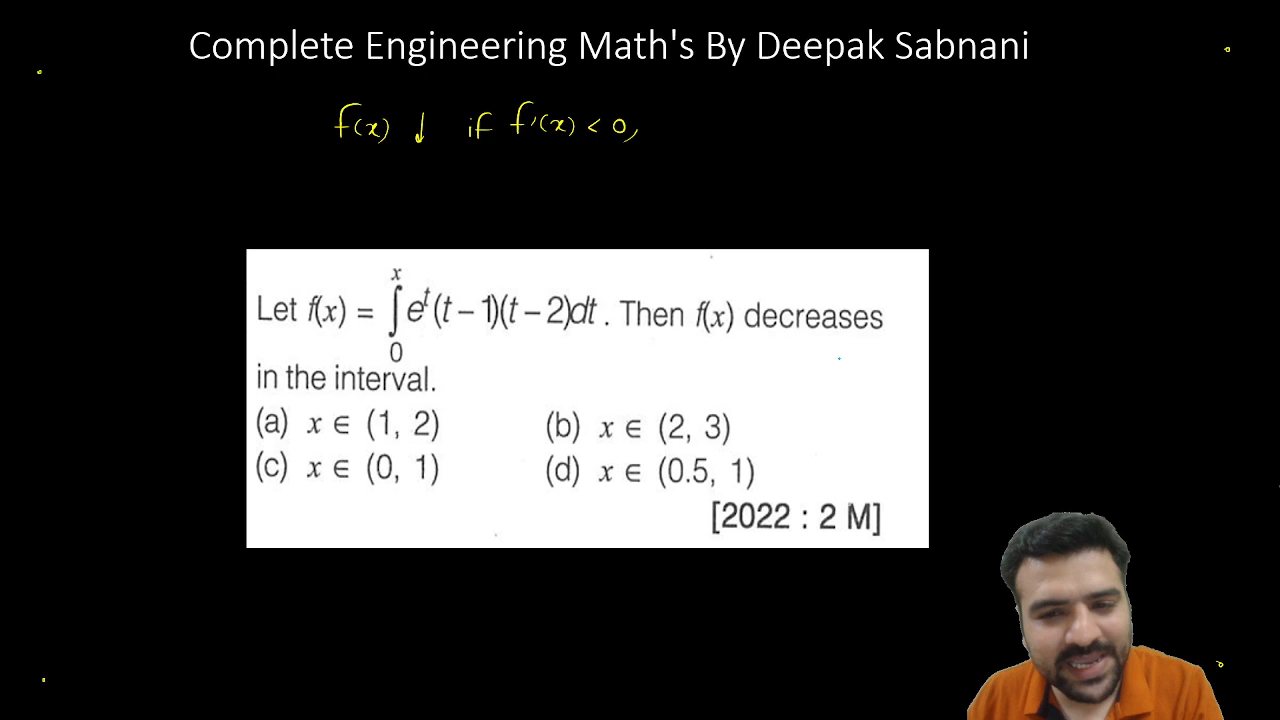 Complete Engineering Math's By Deepak Sabnani
f(x) ↓ if f'(x) < 0,
Let f(x) = ∫₀ˣ eᵗ(t – 1)(t – 2)dt . Then f(x) decreases
in the interval.
(a) x ∈ (1, 2) (b) x ∈ (2, 3)
(c) x ∈ (0, 1) (d) x ∈ (0.5, 1)
[2022 : 2 M]